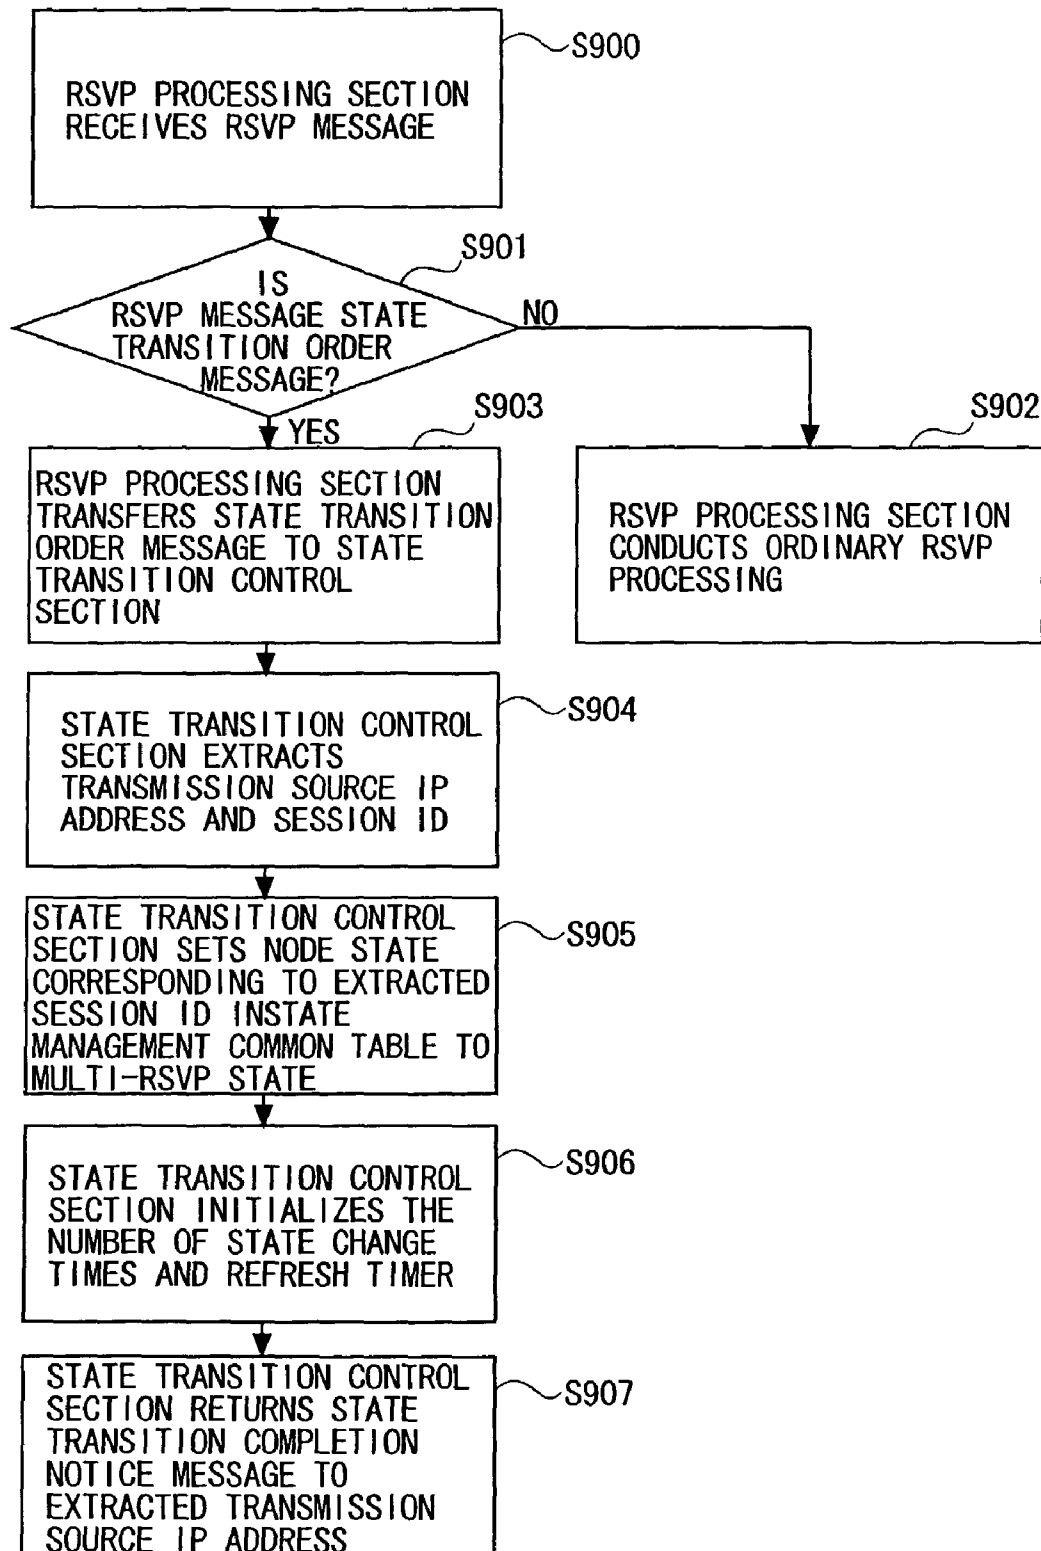 S900
RSVP PROCESSING SECTION
RECEIVES RSVP MESSAGE
S901
IS
RSVP MESSAGE STATE
TRANSITION ORDER
MESSAGE?
NO
YES
S903
S902
RSVP PROCESSING SECTION
TRANSFERS STATE TRANSITION
ORDER MESSAGE TO STATE
TRANSITION CONTROL
SECTION
RSVP PROCESSING SECTION
CONDUCTS ORDINARY RSVP
PROCESSING
S904
STATE TRANSITION CONTROL
SECTION EXTRACTS
TRANSMISSION SOURCE IP
ADDRESS AND SESSION ID
S905
STATE TRANSITION CONTROL
SECTION SETS NODE STATE
CORRESPONDING TO EXTRACTED
SESSION ID INSTATE
MANAGEMENT COMMON TABLE TO
MULTI-RSVP STATE
S906
STATE TRANSITION CONTROL
SECTION INITIALIZES THE
NUMBER OF STATE CHANGE
TIMES AND REFRESH TIMER
S907
STATE TRANSITION CONTROL
SECTION RETURNS STATE
TRANSITION COMPLETION
NOTICE MESSAGE TO
EXTRACTED TRANSMISSION
SOURCE IP ADDRESS